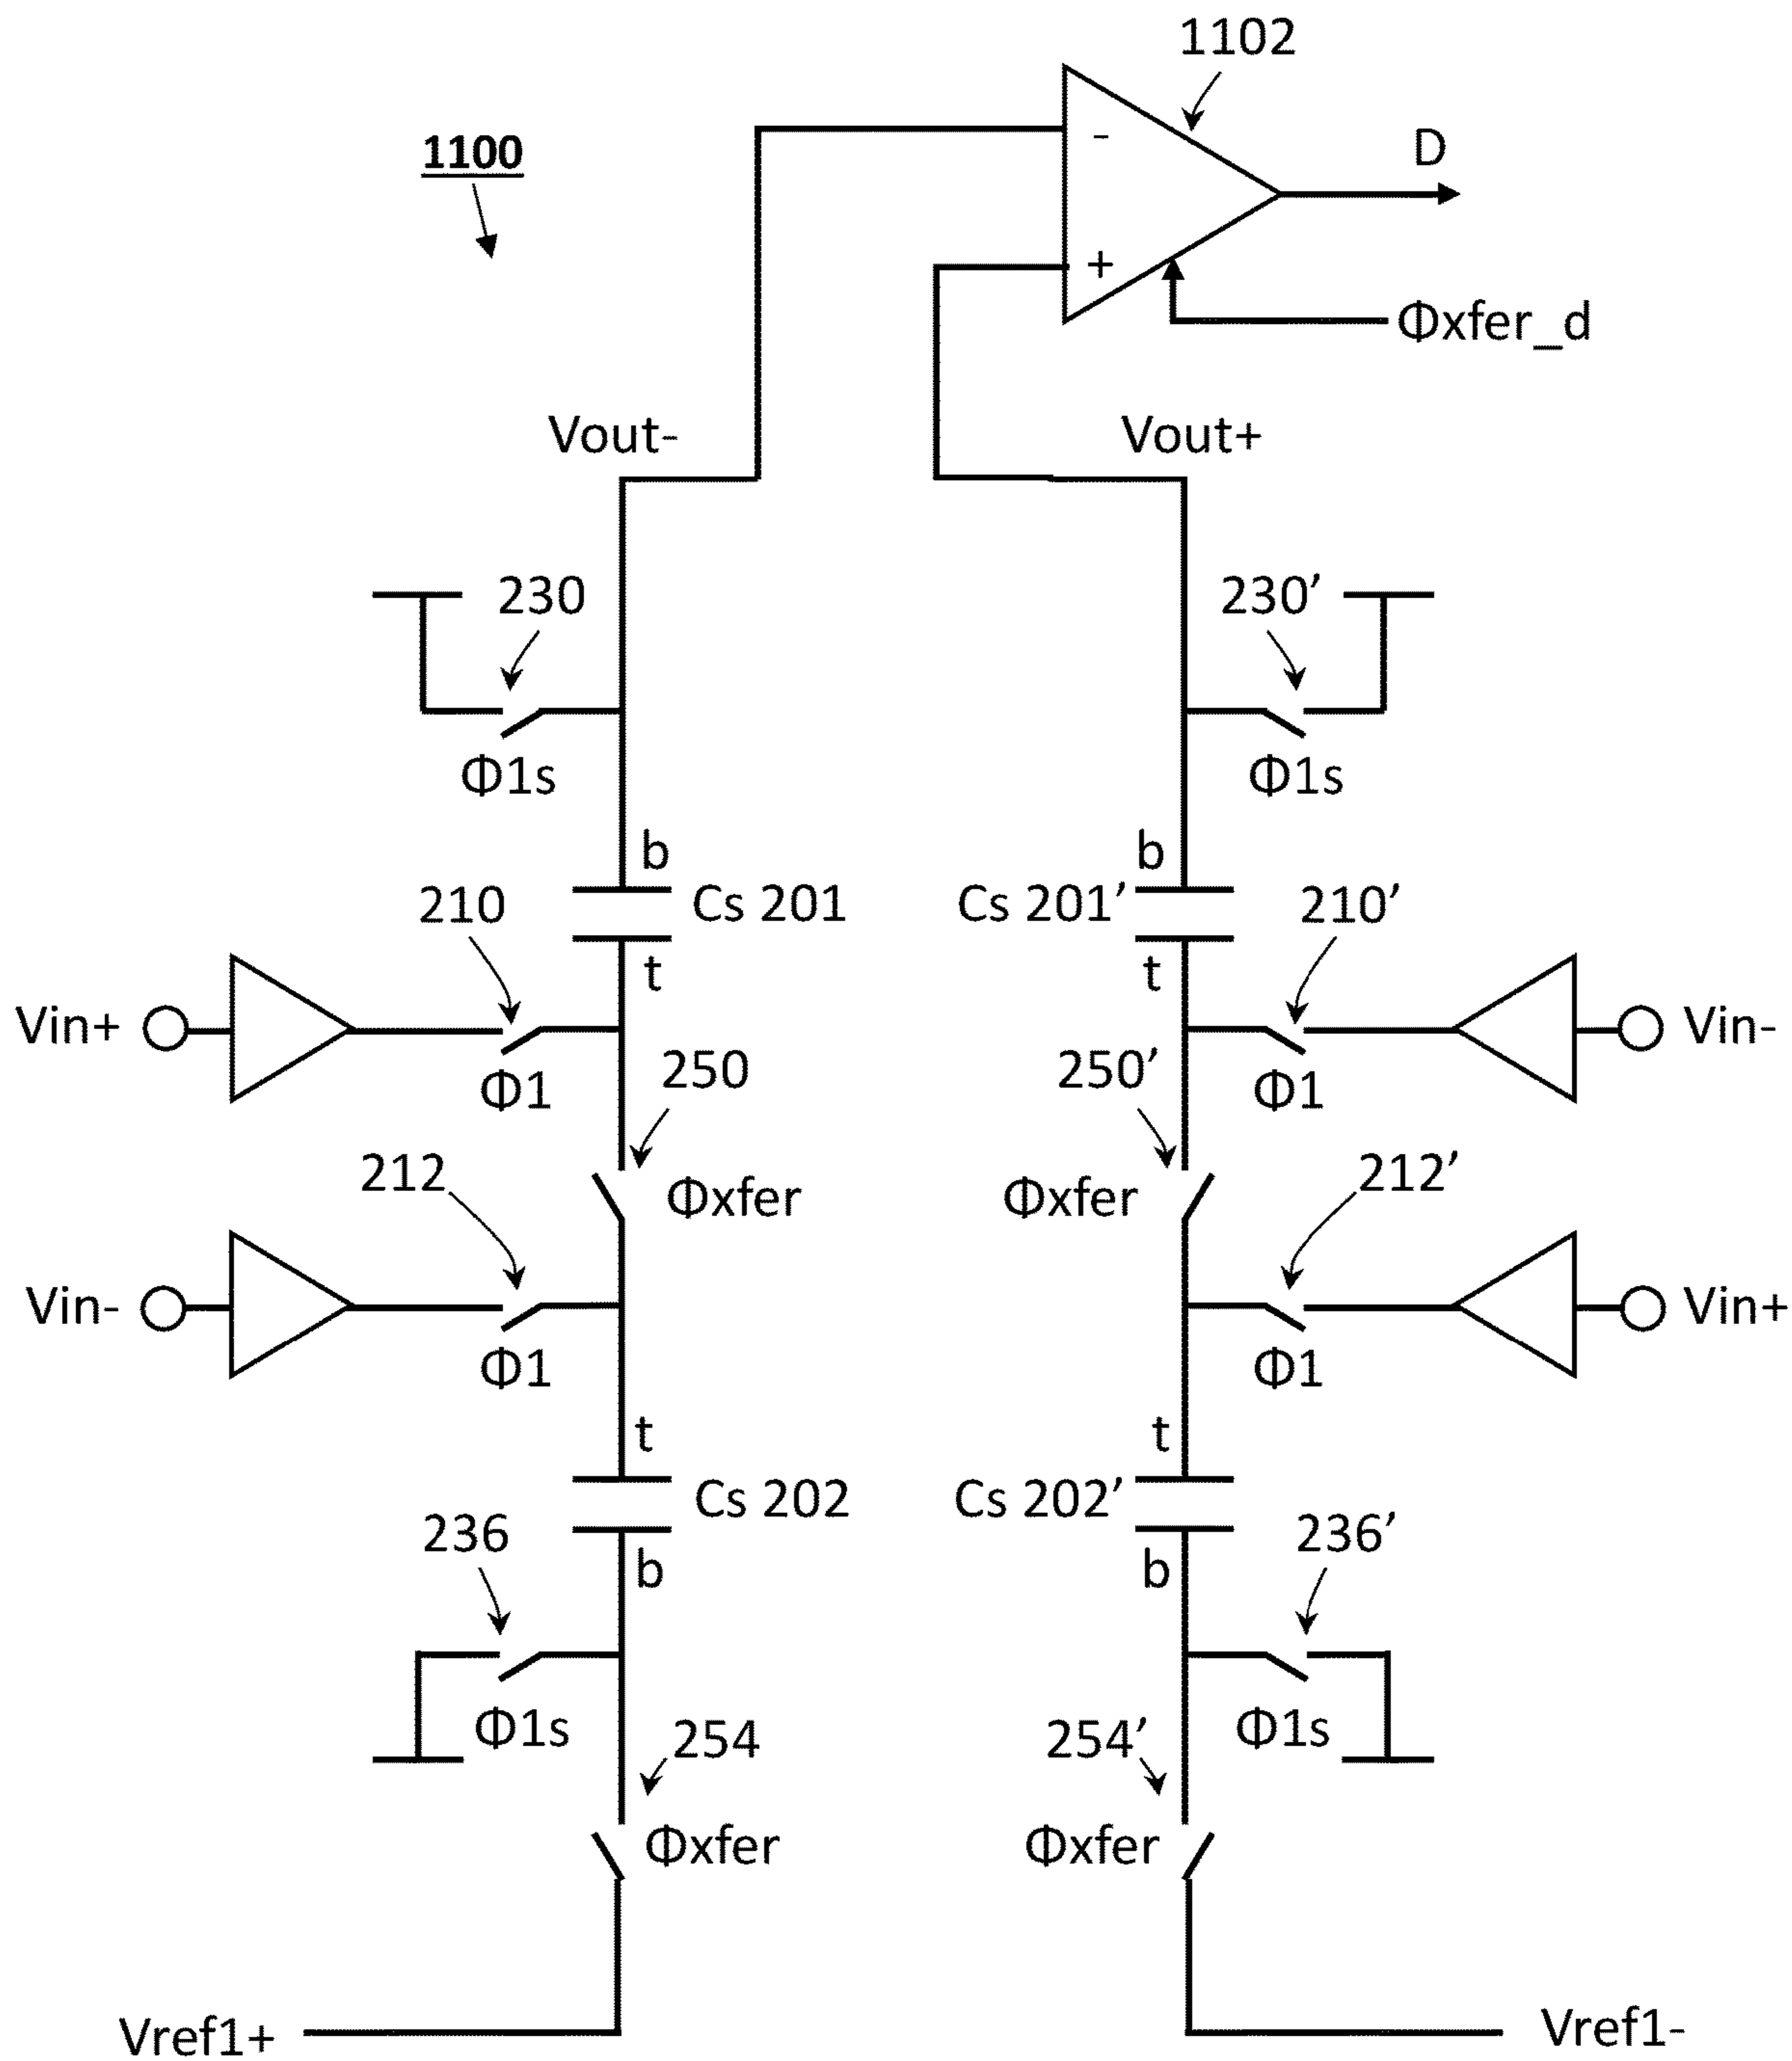 1102
1100
D
-
+
Φxfer_d
Vout-
Vout+
230
230’
Φ1s
Φ1s
b
b
210
Cs 201
Cs 201’
210’
t
t
Vin+
Vin-
250
250’
Φ1
Φ1
212
212’
Φxfer
Φxfer
Vin-
Vin+
Φ1
Φ1
t
t
Cs 202
Cs 202’
236
236’
b
b
Φ1s
Φ1s
254
254’
Φxfer
Φxfer
Vref1+
Vref1-